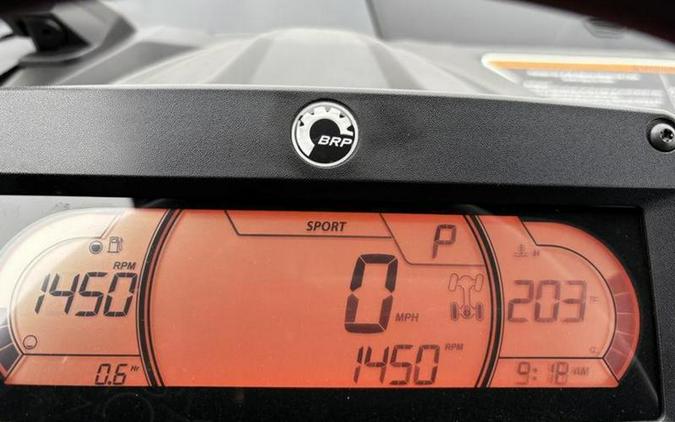 BRP
SPORT
P
RPM
1450
0 MPH
203 °F
1450 RPM
0.6 Hr
9:18 AM